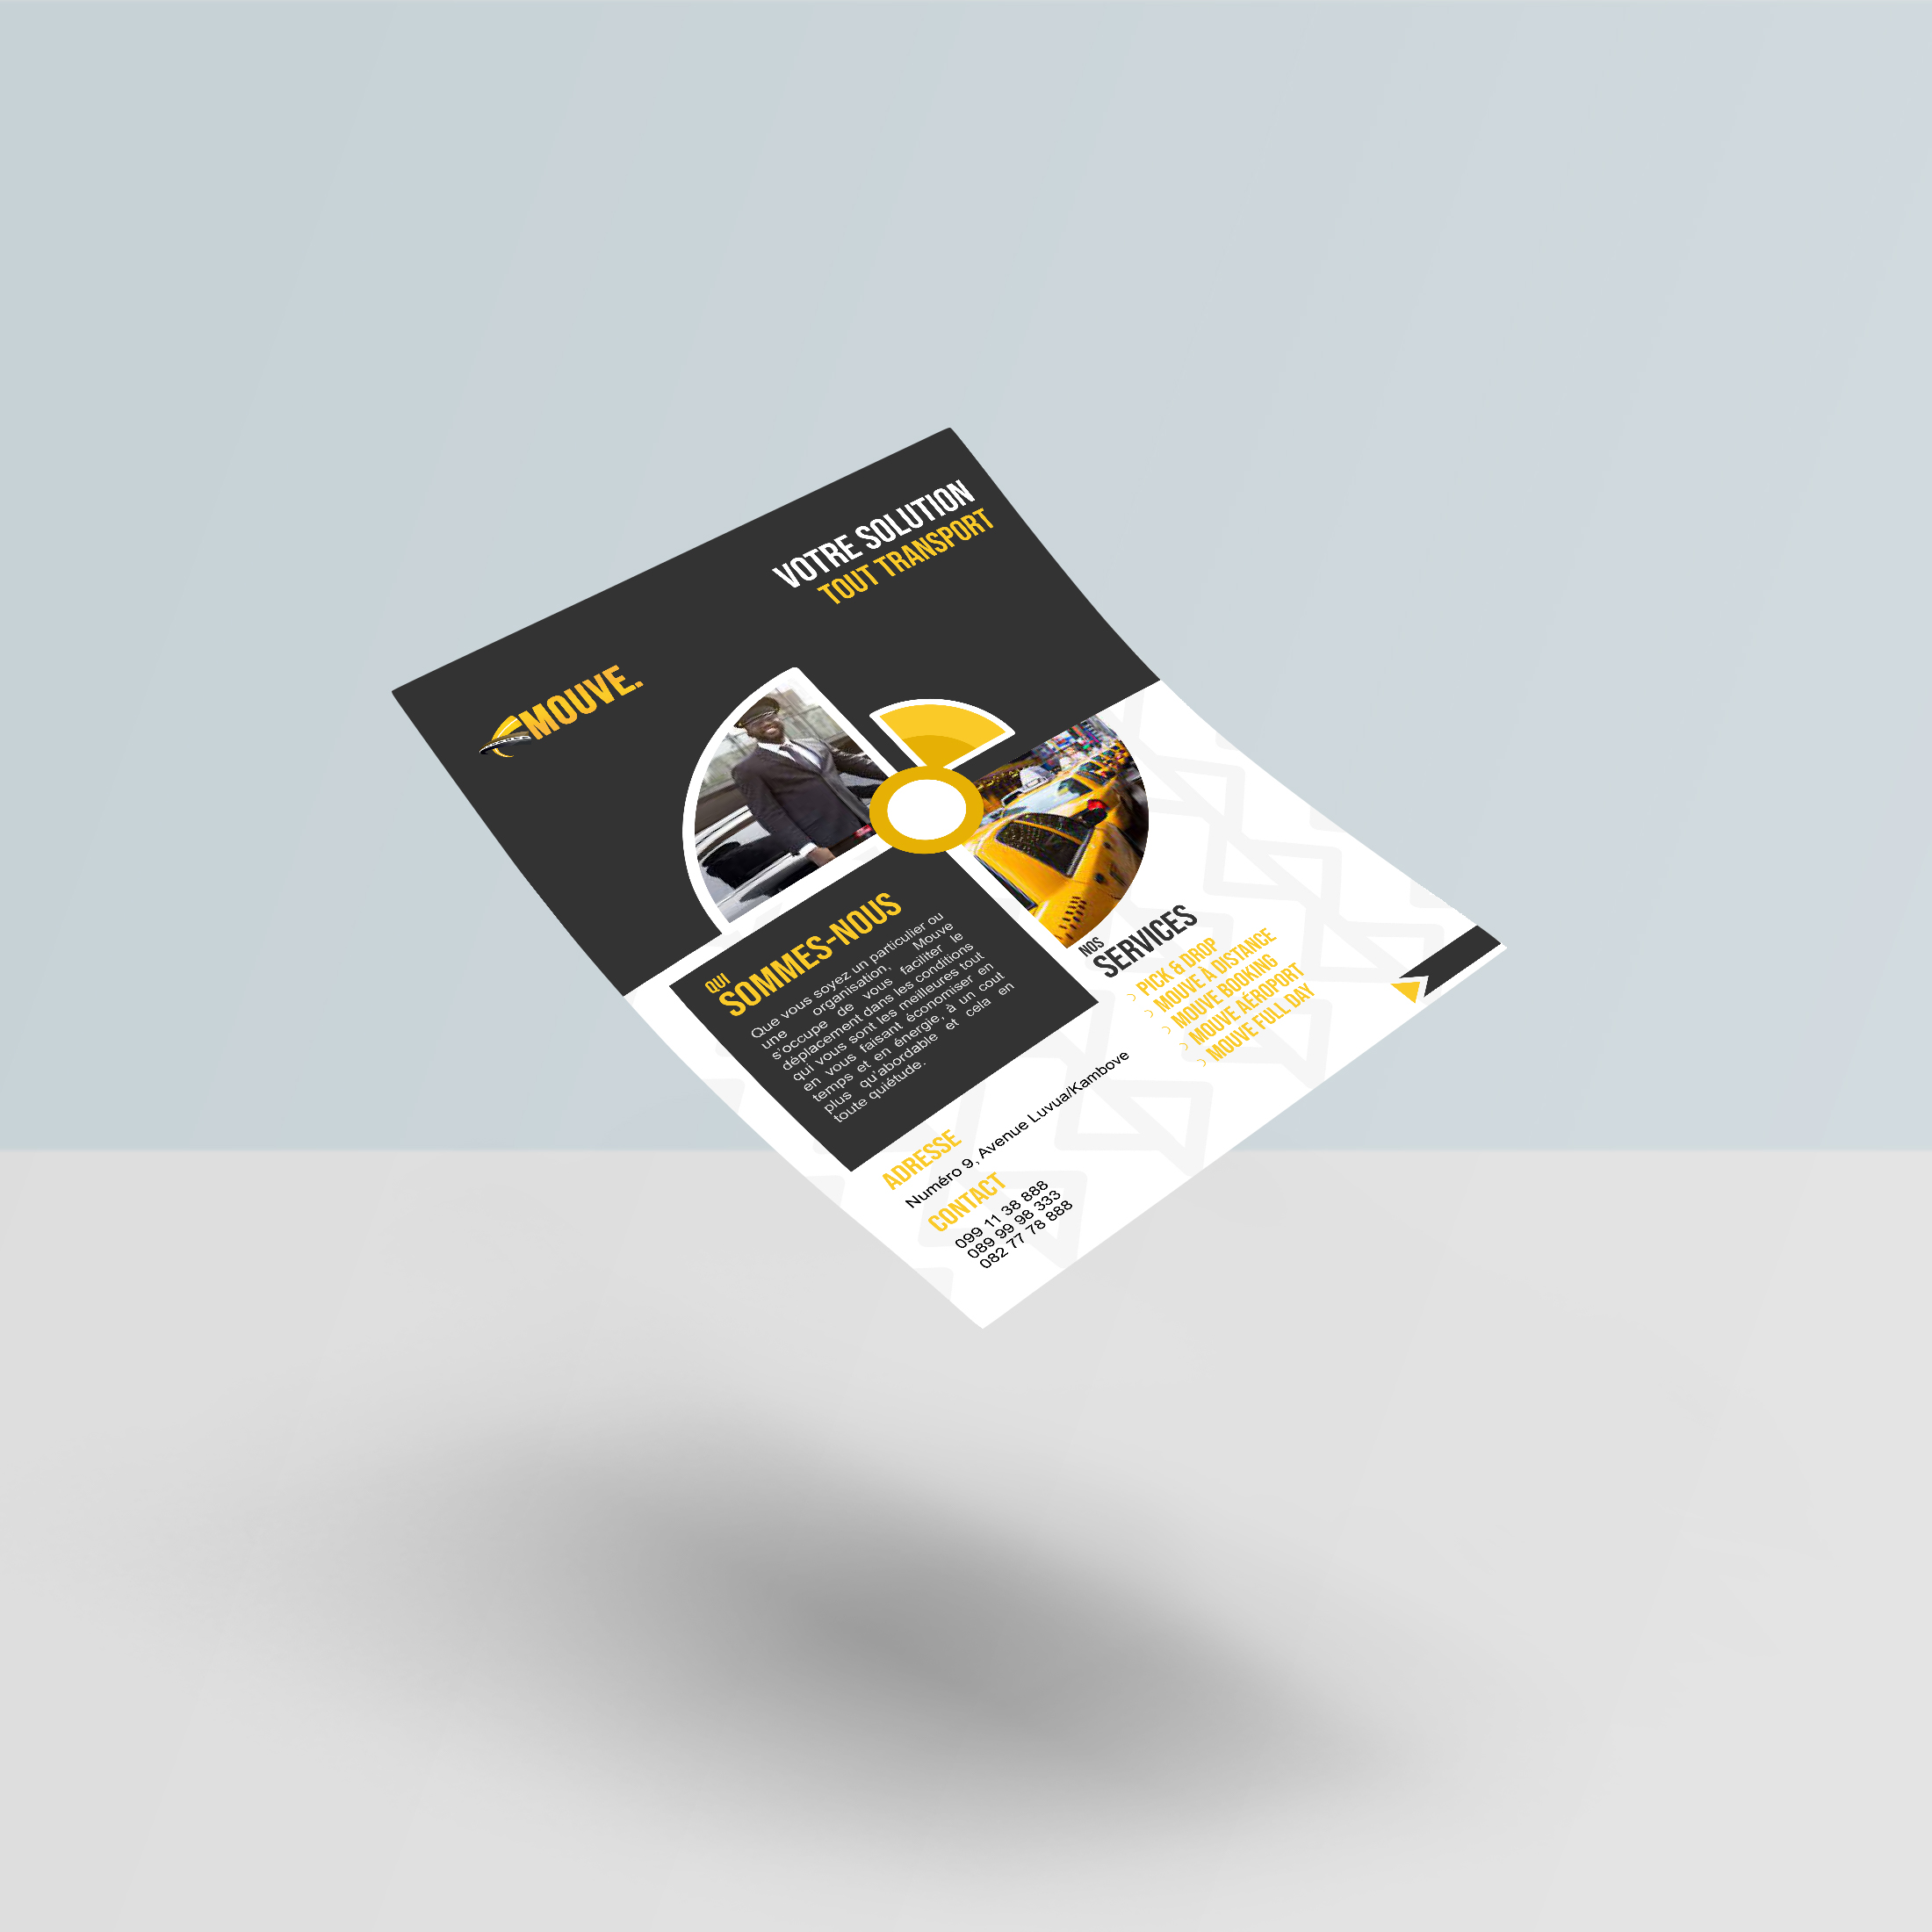 VOTRE SOLUTION
TOUT TRANSPORT
MOUVE.
QUI
SOMMES-NOUS
Que vous soyez un particulier ou
une organisation, Mouve
s'occupe de vous faciliter le
déplacement dans les conditions
qui vous sont les meilleures tout
en vous faisant économiser en
temps et en énergie, à un cout
plus qu'abordable et cela en
toute quiétude.
NOS
SERVICES
PICK & DROP
MOUVE À DISTANCE
MOUVE BOOKING
MOUVE AÉROPORT
MOUVE FULL DAY
ADRESSE
Numéro 9, Avenue Luvua/Kambove
CONTACT
099 11 38 888
089 99 98 333
082 77 78 888